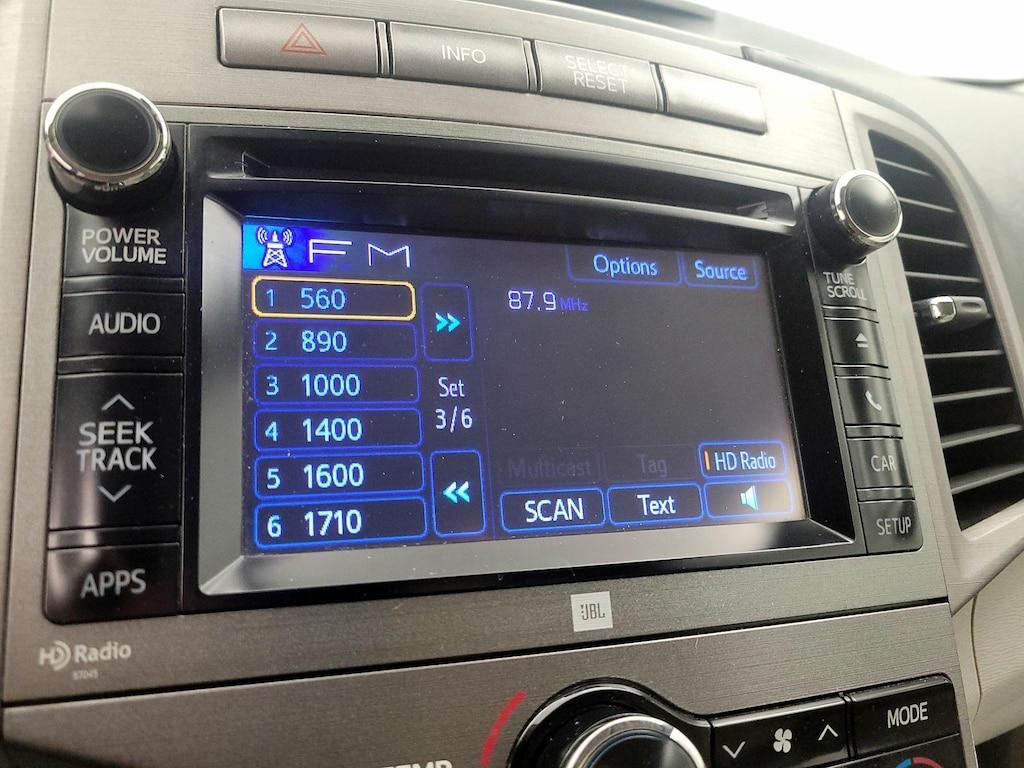 INFO
SELECT
RESET
POWER
VOLUME
AUDIO
SEEK
TRACK
APPS
HD Radio
FM
Options
Source
1 560
2 890
3 1000
4 1400
5 1600
6 1710
Set
3/6
87.9 MHz
Multicast
Tag
HD Radio
SCAN
Text
TUNE
SCROLL
CAR
SETUP
JBL
MODE
TEMP